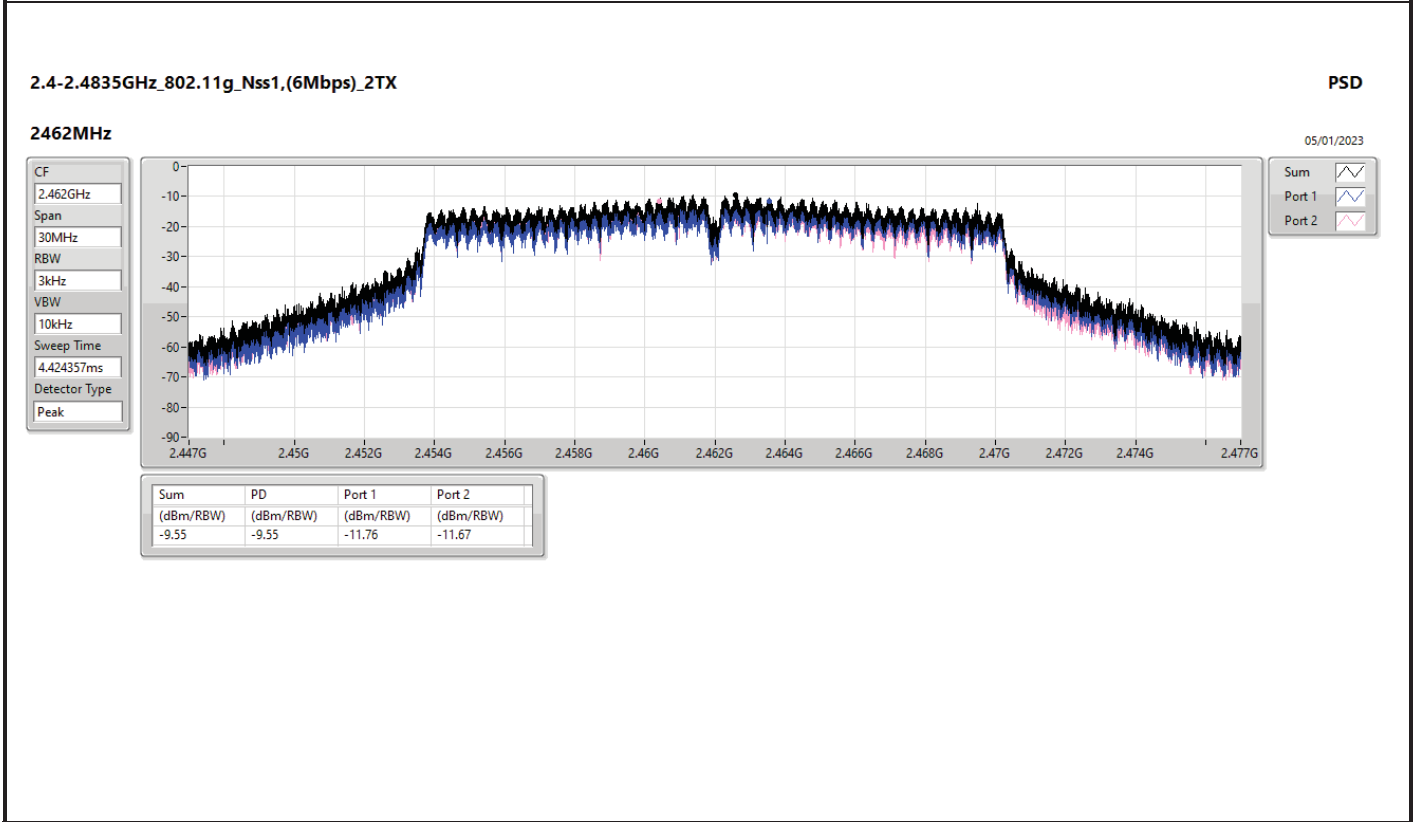 2.4-2.4835GHz_802.11g_Nss1,(6Mbps)_2TX
PSD
2462MHz
05/01/2023
CF
2.462GHz
Span
30MHz
RBW
3kHz
VBW
10kHz
Sweep Time
4.424357ms
Detector Type
Peak
0-
-10-
-20-
-30-
-40-
-50-
-60-
-70-
-80-
-90-
2.447G 2.45G 2.452G 2.454G 2.456G 2.458G 2.46G 2.462G 2.464G 2.466G 2.468G 2.47G 2.472G 2.474G 2.477G
Sum
Port 1
Port 2
Sum PD Port 1 Port 2
(dBm/RBW) (dBm/RBW) (dBm/RBW) (dBm/RBW)
-9.55 -9.55 -11.76 -11.67